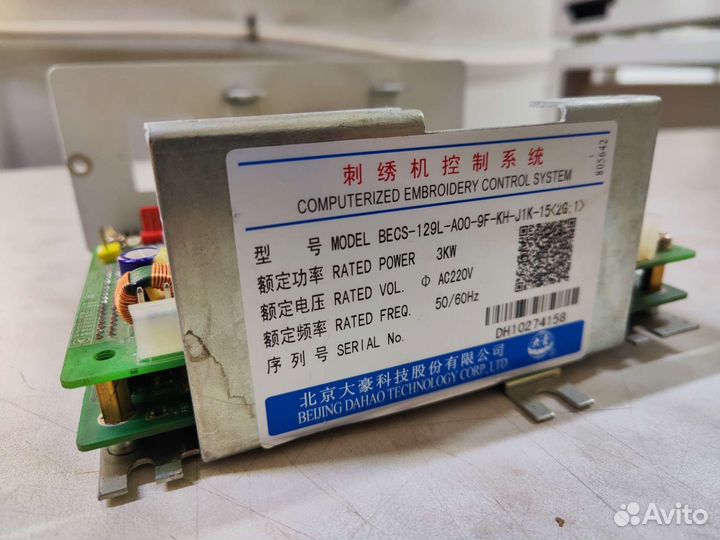 刺绣机控制系统
COMPUTERIZED EMBROIDERY CONTROL SYSTEM
805642
型 号 MODEL BECS-129L-A00-9F-KH-J1K-15<2G;1>
额定功率 RATED POWER 3KW
额定电压 RATED VOL. Φ AC220V
额定频率 RATED FREQ. 50/60Hz
序列号 SERIAL No.
DH10274158
北京大豪科技股份有限公司
BEIJING DAHAO TECHNOLOGY CORP., LTD
Avito